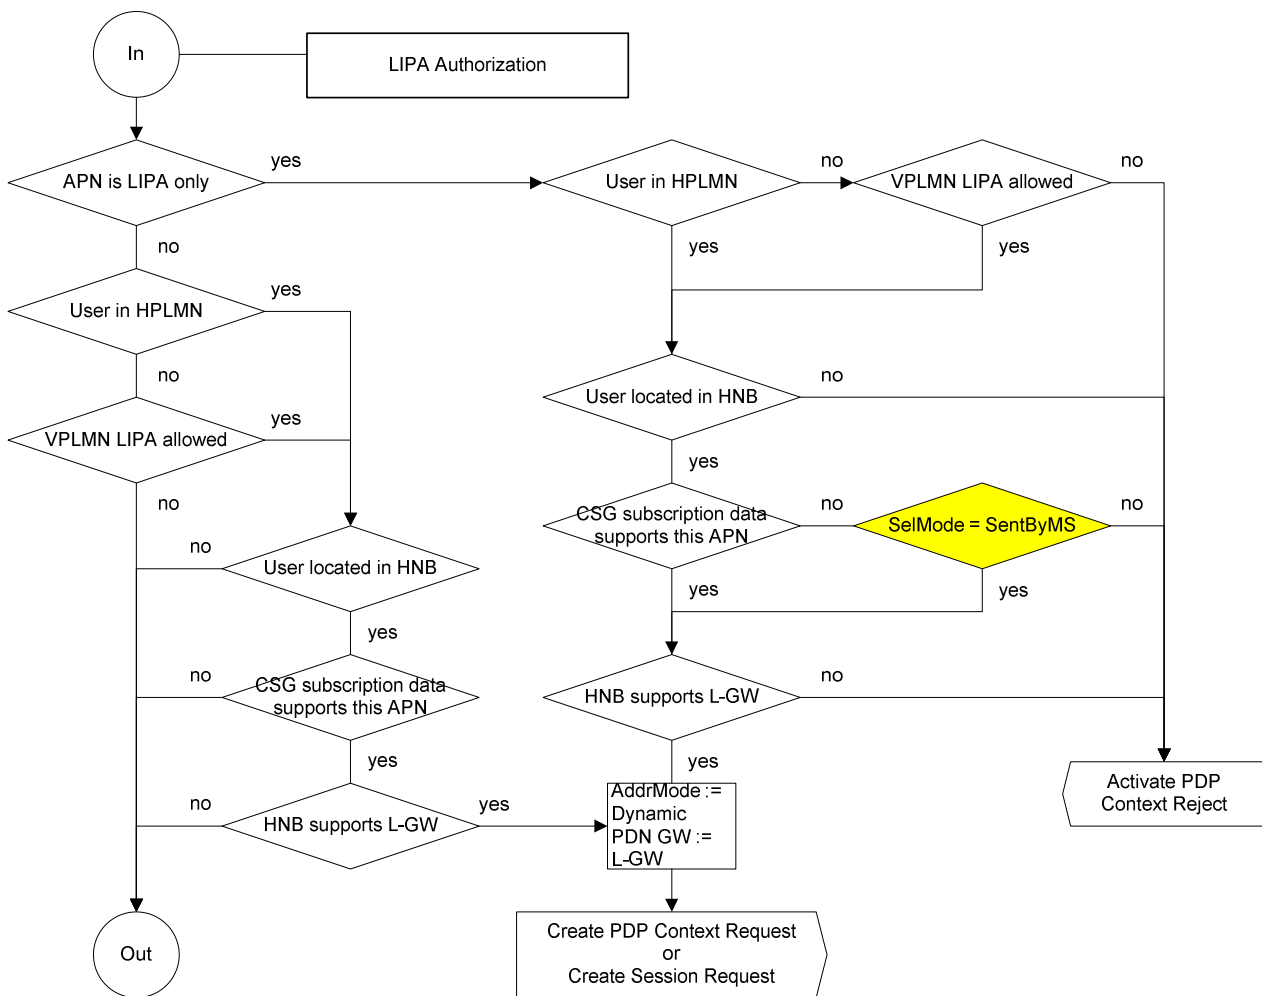 In
LIPA Authorization
APN is LIPA only
yes
User in HPLMN
no
VPLMN LIPA allowed
no
no
yes
yes
User in HPLMN
yes
no
User located in HNB
no
VPLMN LIPA allowed
yes
yes
no
CSG subscription data
supports this APN
no
SelMode = SentByMS
no
no
User located in HNB
yes
yes
yes
no
CSG subscription data
supports this APN
HNB supports L-GW
no
yes
yes
no
HNB supports L-GW
yes
AddrMode :=
Dynamic
PDN GW :=
L-GW
Activate PDP
Context Reject
Out
Create PDP Context Request
or
Create Session Request